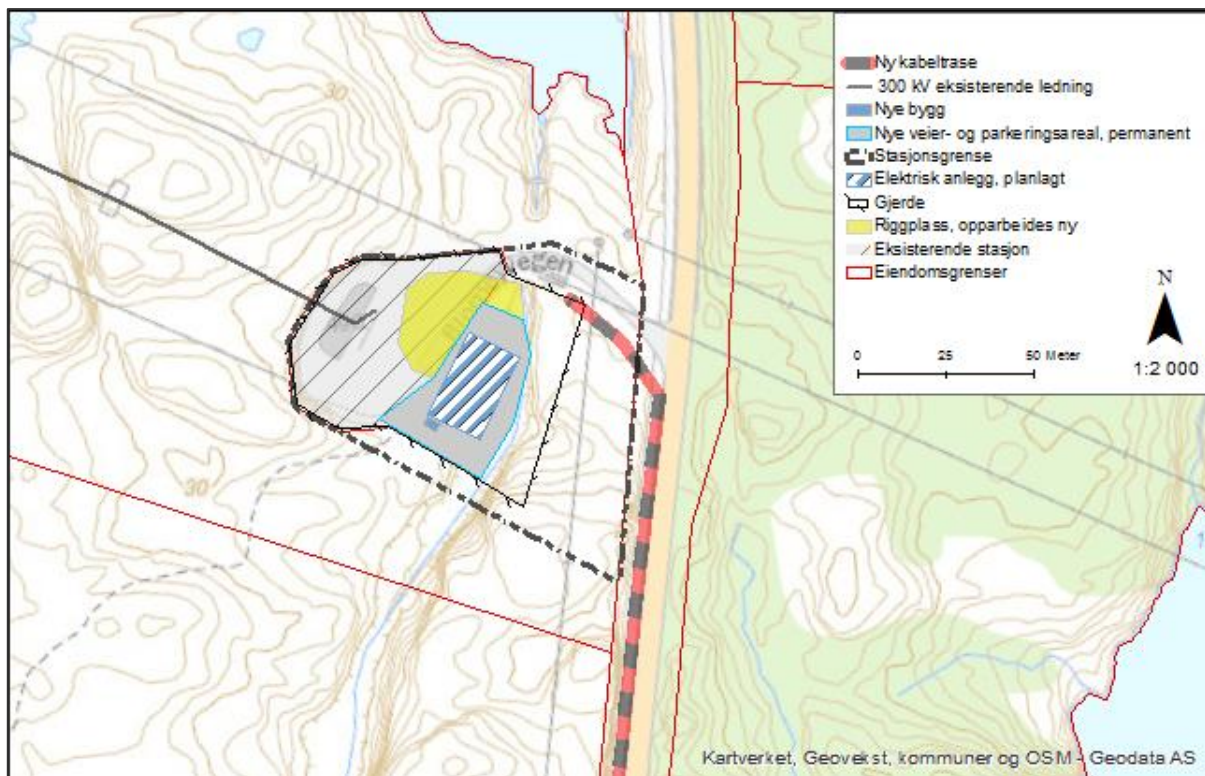 Ny kabeltrase
300 kV eksisterende ledning
Nye bygg
Nye veier- og parkeringsareal, permanent
Stasjonsgrense
Elektrisk anlegg, planlagt
Gjerde
Riggplass, opparbeides ny
Eksisterende stasjon
Eiendomsgrenser
N
0 25 50 Meter
1:2 000
30
egen
30
Kartverket, Geovekst, kommuner og OSM - Geodata AS